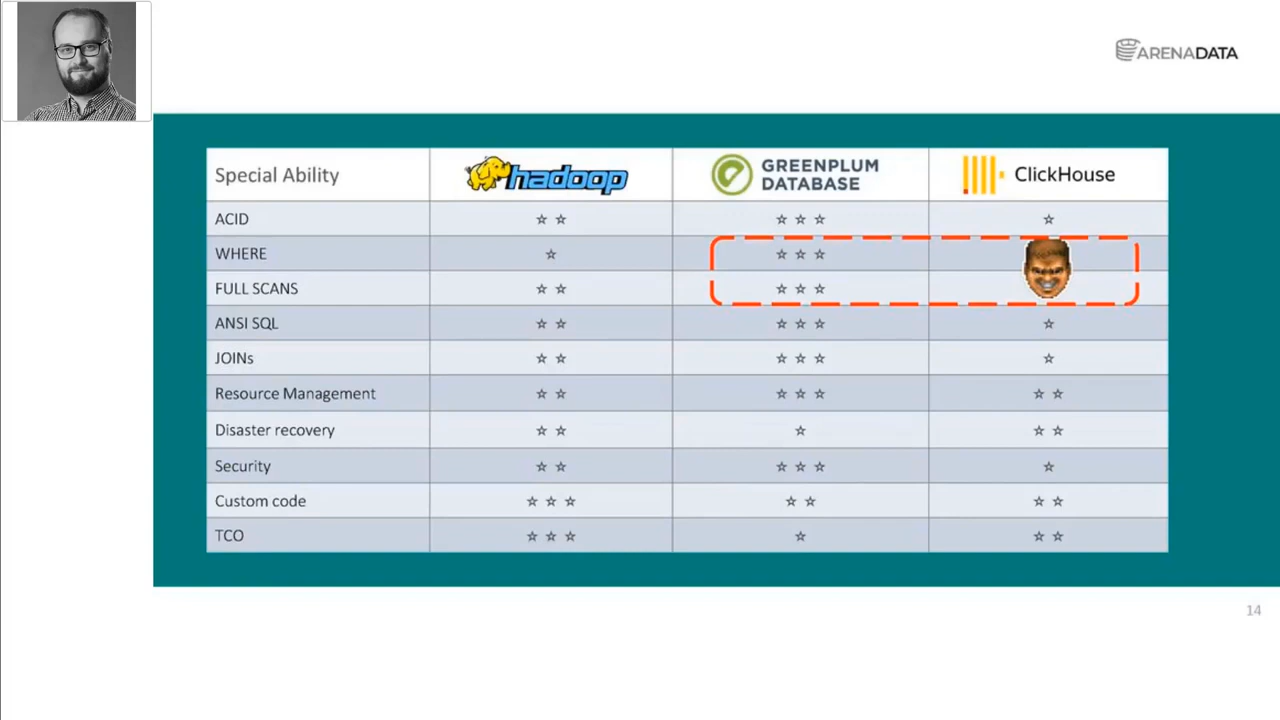 ARENADATA
Special Ability hadoop GREENPLUM DATABASE ClickHouse
ACID ☆ ☆ ☆ ☆ ☆ ☆
WHERE ☆ ☆ ☆ ☆
FULL SCANS ☆ ☆ ☆ ☆ ☆
ANSI SQL ☆ ☆ ☆ ☆ ☆ ☆
JOINs ☆ ☆ ☆ ☆ ☆ ☆
Resource Management ☆ ☆ ☆ ☆ ☆ ☆ ☆
Disaster recovery ☆ ☆ ☆ ☆ ☆
Security ☆ ☆ ☆ ☆ ☆ ☆
Custom code ☆ ☆ ☆ ☆ ☆ ☆ ☆
TCO ☆ ☆ ☆ ☆ ☆ ☆
14